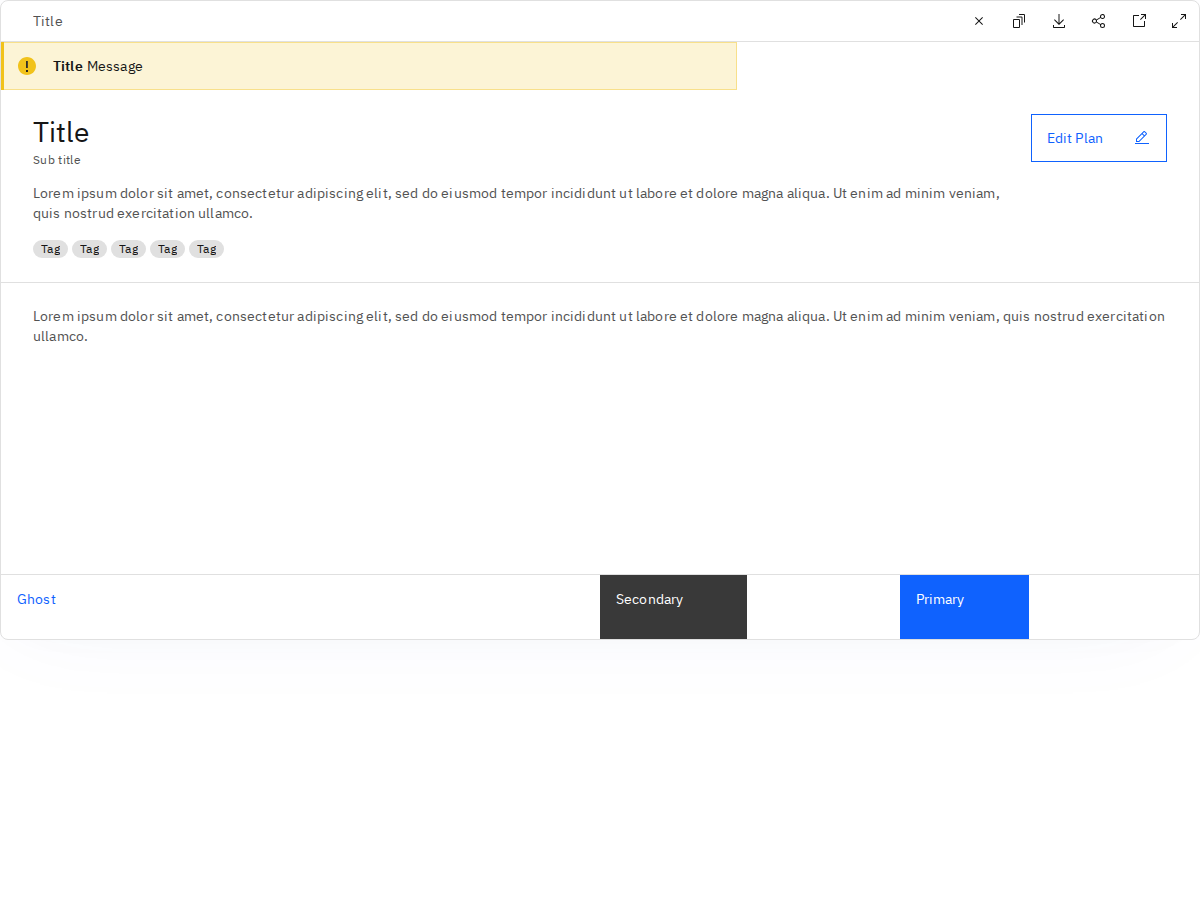 Title
Title Message
Title
Edit Plan
Sub title
Lorem ipsum dolor sit amet, consectetur adipiscing elit, sed do eiusmod tempor incididunt ut labore et dolore magna aliqua. Ut enim ad minim veniam,
quis nostrud exercitation ullamco.
Tag Tag Tag Tag Tag
Lorem ipsum dolor sit amet, consectetur adipiscing elit, sed do eiusmod tempor incididunt ut labore et dolore magna aliqua. Ut enim ad minim veniam, quis nostrud exercitation
ullamco.
Ghost Secondary Primary